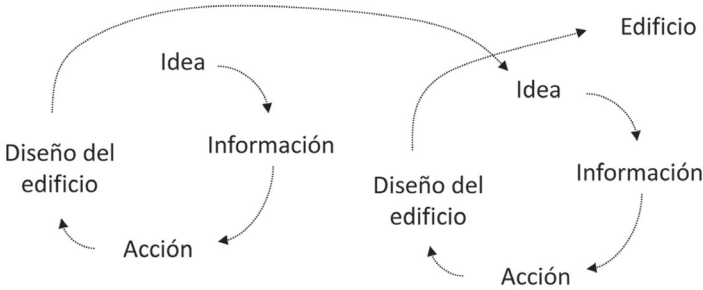 Idea
Información
Acción
Diseño del
edificio
Idea
Información
Acción
Diseño del
edificio
Edificio